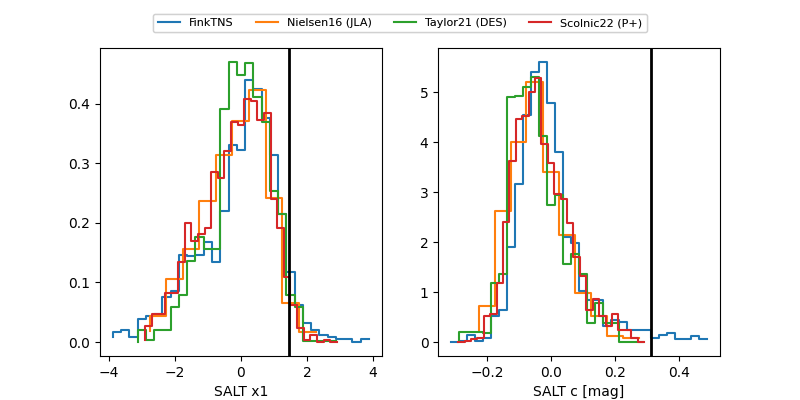 FinkTNS Nielsen16 (JLA) Taylor21 (DES) Scolnic22 (P+)
0.4
0.3
0.2
0.1
0.0
−4 −2 0 2 4
SALT x1
5
4
3
2
1
0
−0.2 0.0 0.2 0.4
SALT c [mag]